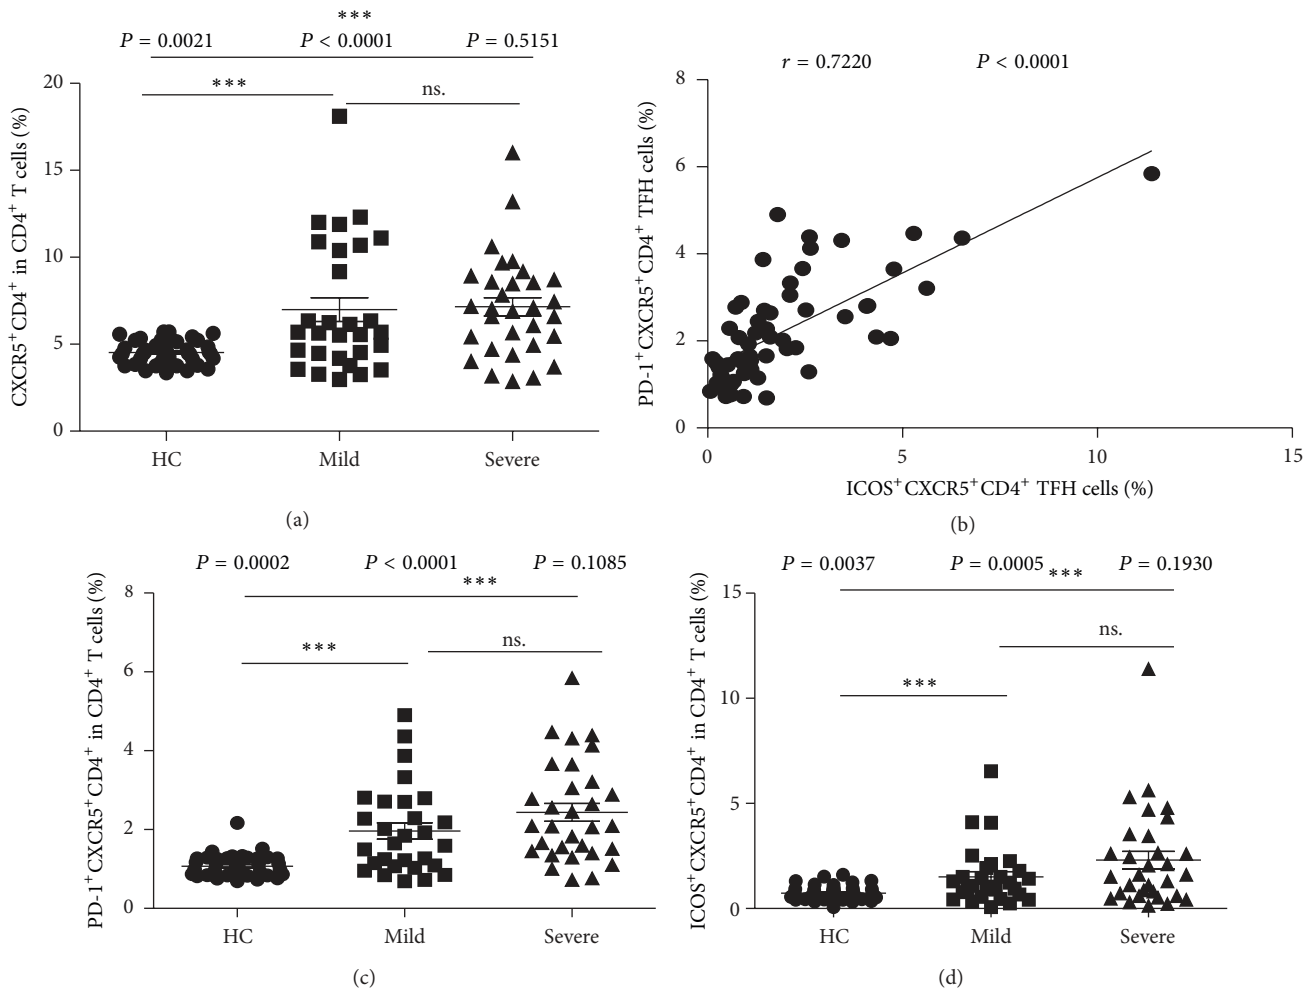 ***
P = 0.0021 P < 0.0001 P = 0.5151
*** ns.
20
15
10
5
0
CXCR5⁺CD4⁺ in CD4⁺ T cells (%)
HC Mild Severe
(a)
r = 0.7220 P < 0.0001
8
6
4
2
0
PD-1⁺CXCR5⁺CD4⁺ TFH cells (%)
0 5 10 15
ICOS⁺CXCR5⁺CD4⁺ TFH cells (%)
(b)
P = 0.0002 P < 0.0001 P = 0.1085
***
*** ns.
8
6
4
2
0
PD-1⁺CXCR5⁺CD4⁺ in CD4⁺ T cells (%)
HC Mild Severe
(c)
P = 0.0037 P = 0.0005 P = 0.1930
***
ns.
***
15
10
5
0
ICOS⁺CXCR5⁺CD4⁺ in CD4⁺ T cells (%)
HC Mild Severe
(d)